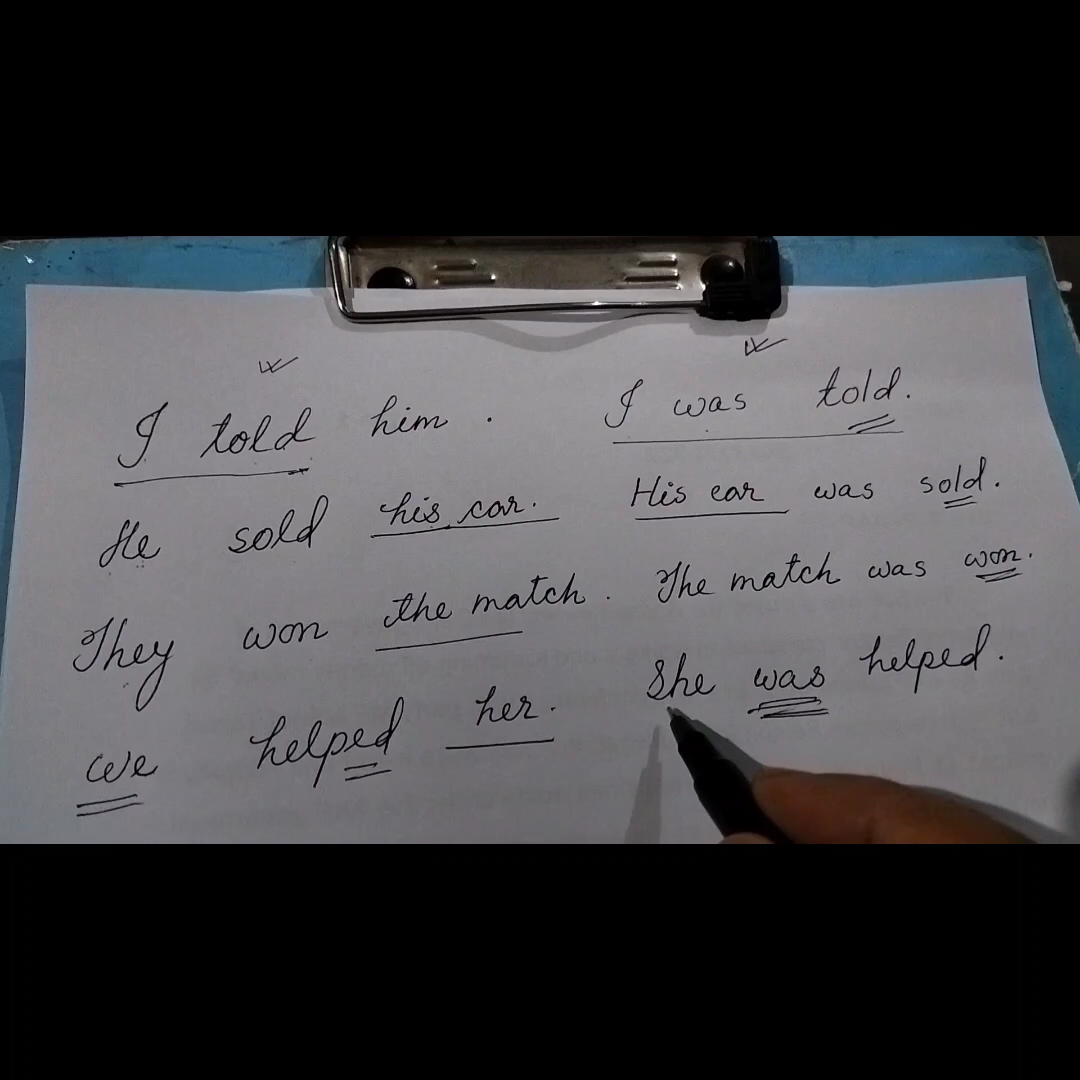 I told him. I was told.
He sold his car. His car was sold.
They won the match. The match was won.
we helped her. She was helped.